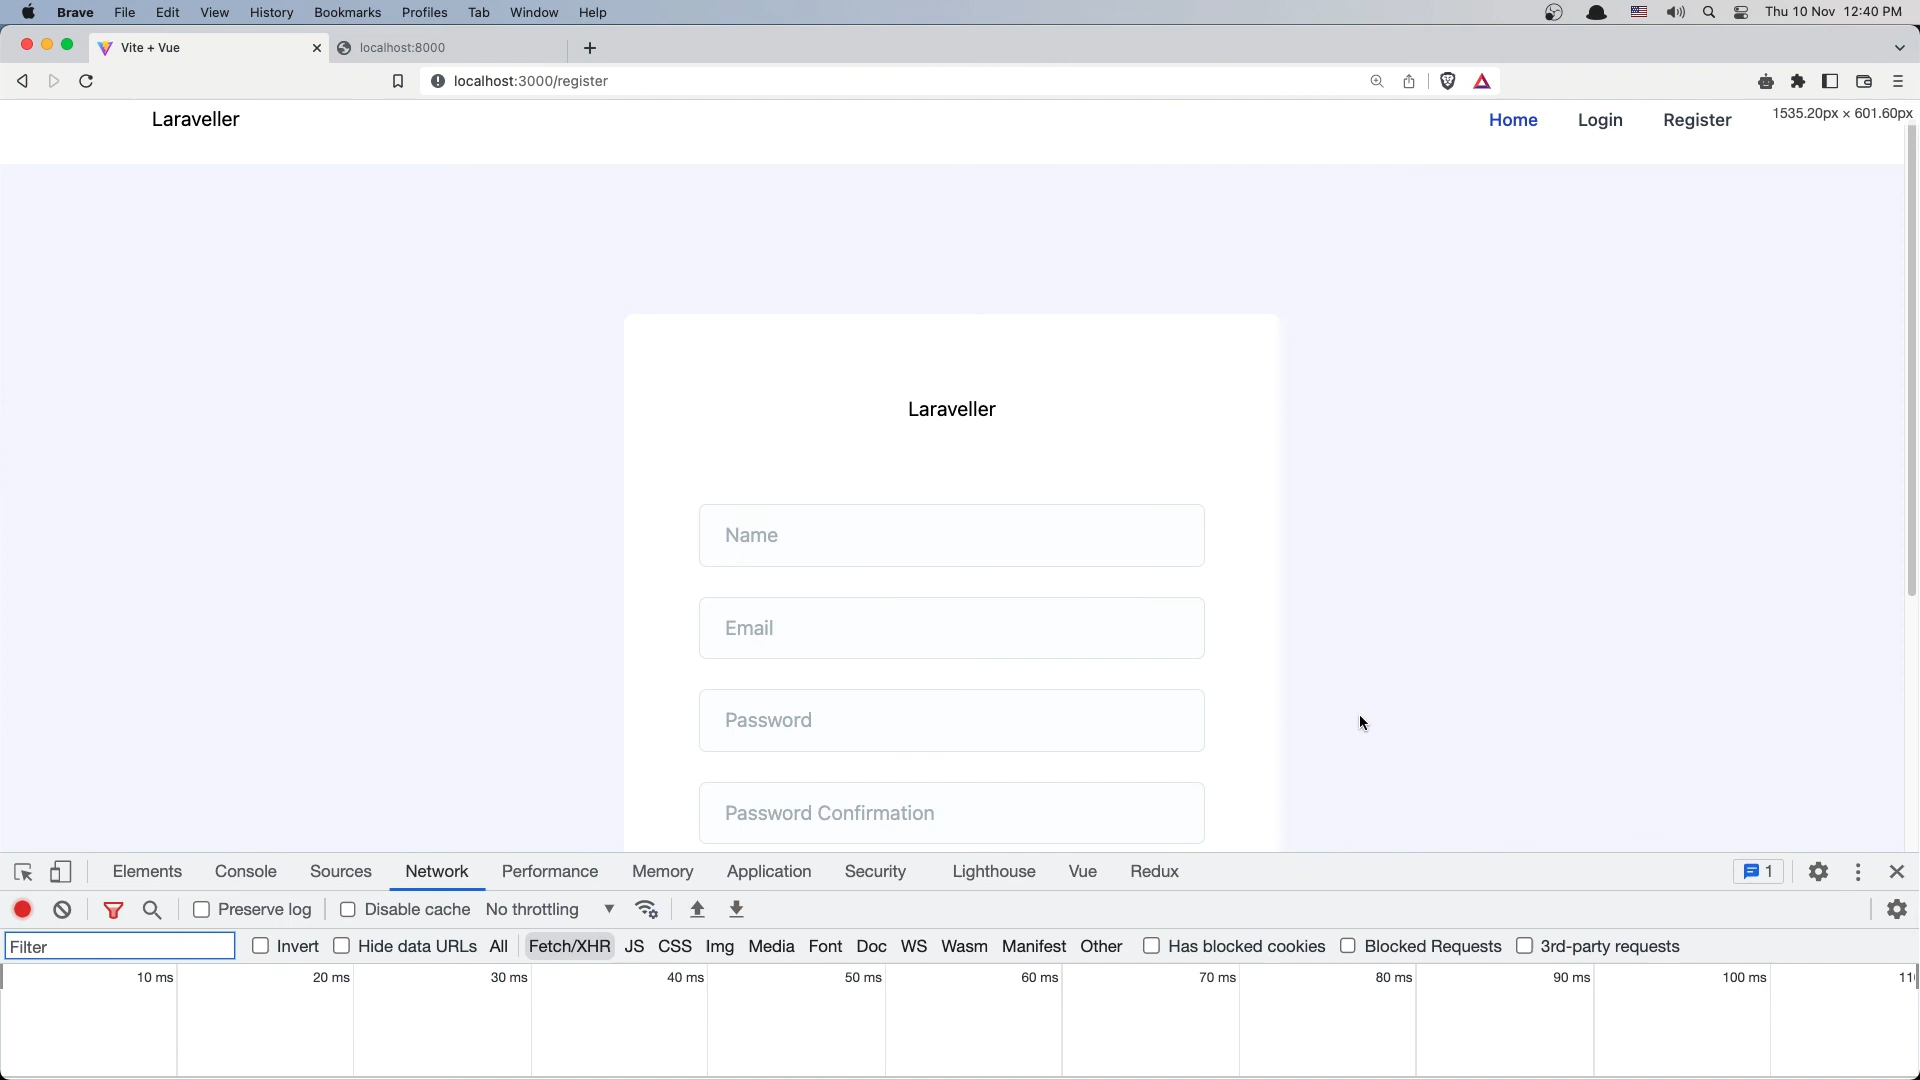 Brave File Edit View History Bookmarks Profiles Tab Window Help Thu 10 Nov 12:40 PM
Vite + Vue localhost:8000
localhost:3000/register
Laraveller Home Login Register 1535.20px × 601.60px
Laraveller
Name
Email
Password
Password Confirmation
Elements Console Sources Network Performance Memory Application Security Lighthouse Vue Redux 1
Preserve log Disable cache No throttling
Filter Invert Hide data URLs All Fetch/XHR JS CSS Img Media Font Doc WS Wasm Manifest Other Has blocked cookies Blocked Requests 3rd-party requests
10 ms 20 ms 30 ms 40 ms 50 ms 60 ms 70 ms 80 ms 90 ms 100 ms